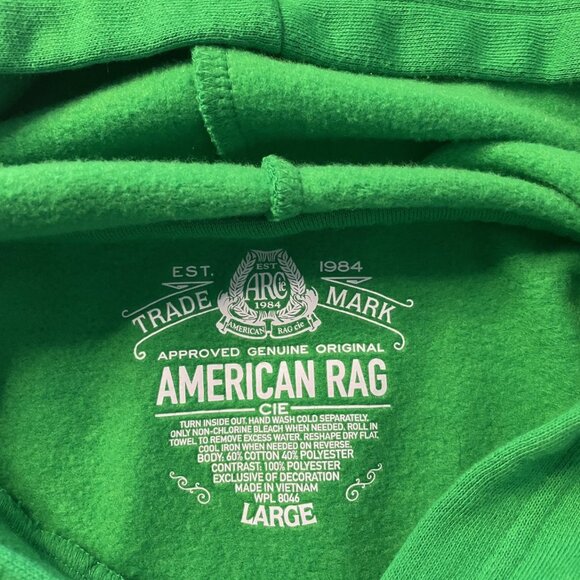 EST. 1984
EST
ARCie
1984
TRADE MARK
AMERICAN RAG cie
APPROVED GENUINE ORIGINAL
AMERICAN RAG
CIE
TURN INSIDE OUT, HAND WASH COLD SEPARATELY,
ONLY NON-CHLORINE BLEACH WHEN NEEDED. ROLL IN
TOWEL TO REMOVE EXCESS WATER. RESHAPE DRY FLAT.
COOL IRON WHEN NEEDED ON REVERSE.
BODY: 60% COTTON 40% POLYESTER
CONTRAST: 100% POLYESTER
EXCLUSIVE OF DECORATION
MADE IN VIETNAM
WPL 8046
LARGE